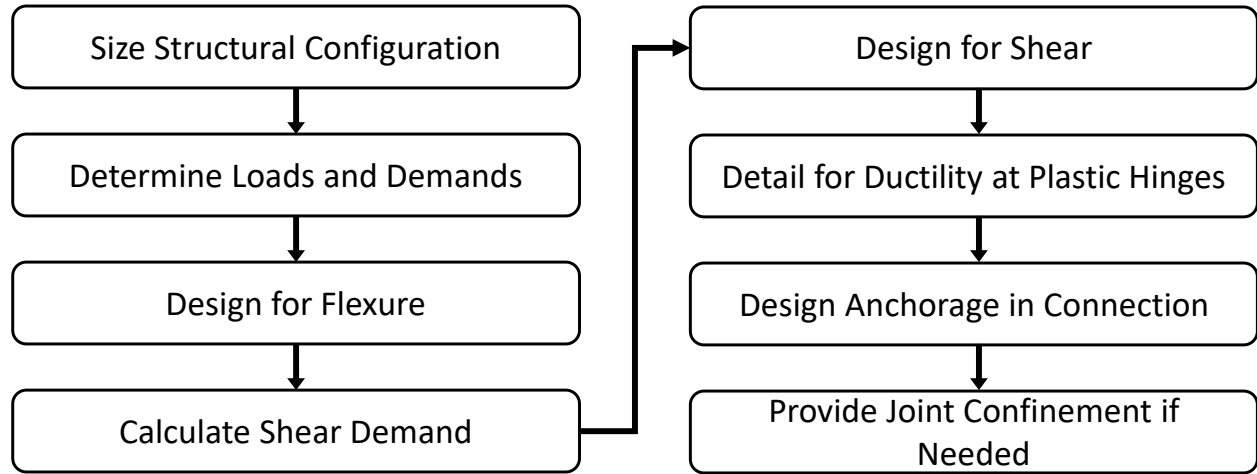 Size Structural Configuration
Determine Loads and Demands
Design for Flexure
Calculate Shear Demand
Design for Shear
Detail for Ductility at Plastic Hinges
Design Anchorage in Connection
Provide Joint Confinement if
Needed